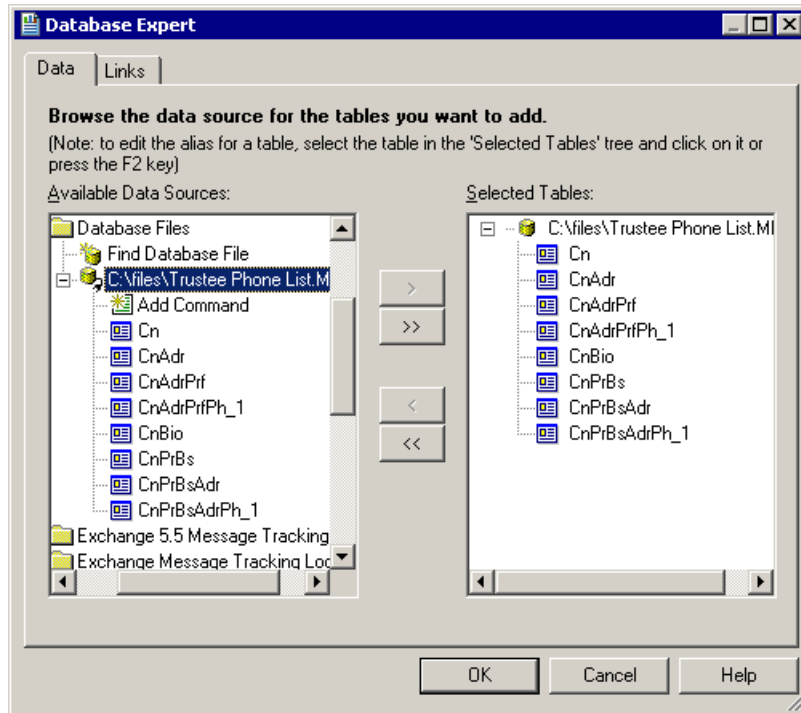 Database Expert
Data
Links
Browse the data source for the tables you want to add.
(Note: to edit the alias for a table, select the table in the 'Selected Tables' tree and click on it or
press the F2 key)
Available Data Sources:
Database Files
Find Database File
C:\files\Trustee Phone List.M
Add Command
Cn
CnAdr
CnAdrPrf
CnAdrPrfPh_1
CnBio
CnPrBs
CnPrBsAdr
CnPrBsAdrPh_1
Exchange 5.5 Message Tracking
Exchange Message Tracking Loc
>
>>
<
<<
Selected Tables:
C:\files\Trustee Phone List.MI
Cn
CnAdr
CnAdrPrf
CnAdrPrfPh_1
CnBio
CnPrBs
CnPrBsAdr
CnPrBsAdrPh_1
OK
Cancel
Help